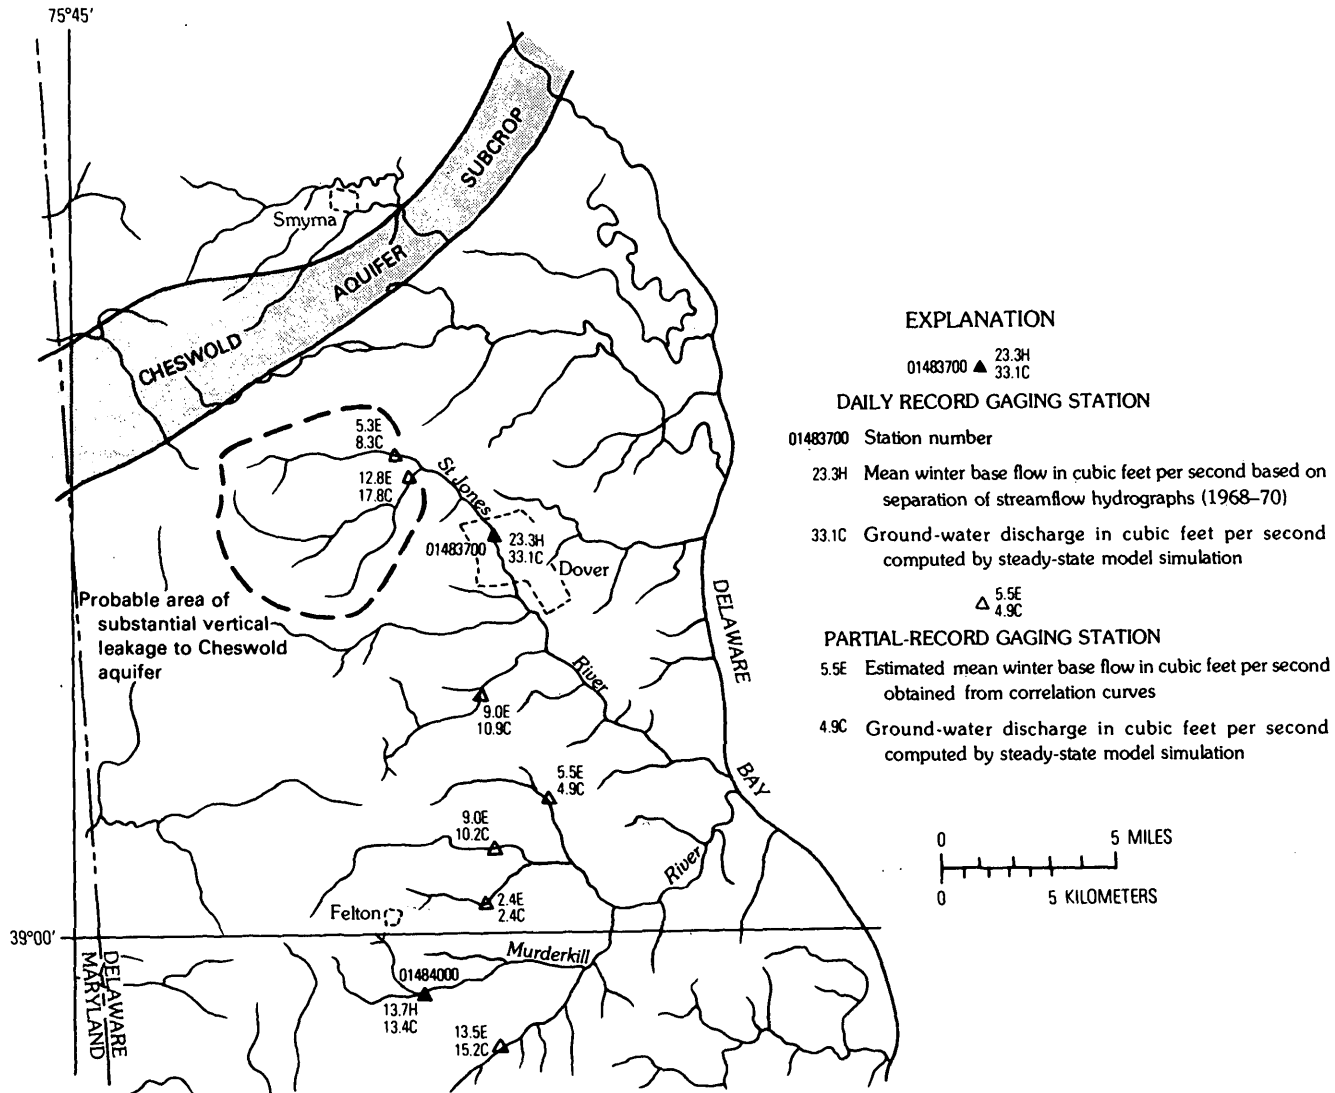 75°45'
SUBCROP
Smyrna
AQUIFER
CHESWOLD
5.3E
8.3C
12.8E
17.8C
St Jones
01483700
23.3H
33.1C
Dover
Probable area of
substantial vertical
leakage to Cheswold
aquifer
River
9.0E
10.9C
DELAWARE
BAY
5.5E
4.9C
9.0E
10.2C
River
2.4E
2.4C
Felton
39°00'
Murderkill
01484000
13.7H
13.4C
13.5E
15.2C
DELAWARE
MARYLAND
EXPLANATION
01483700 23.3H
33.1C
DAILY RECORD GAGING STATION
01483700 Station number
23.3H Mean winter base flow in cubic feet per second based on
separation of streamflow hydrographs (1968–70)
33.1C Ground-water discharge in cubic feet per second
computed by steady-state model simulation
5.5E
4.9C
PARTIAL-RECORD GAGING STATION
5.5E Estimated mean winter base flow in cubic feet per second
obtained from correlation curves
4.9C Ground-water discharge in cubic feet per second
computed by steady-state model simulation
0 5 MILES
0 5 KILOMETERS